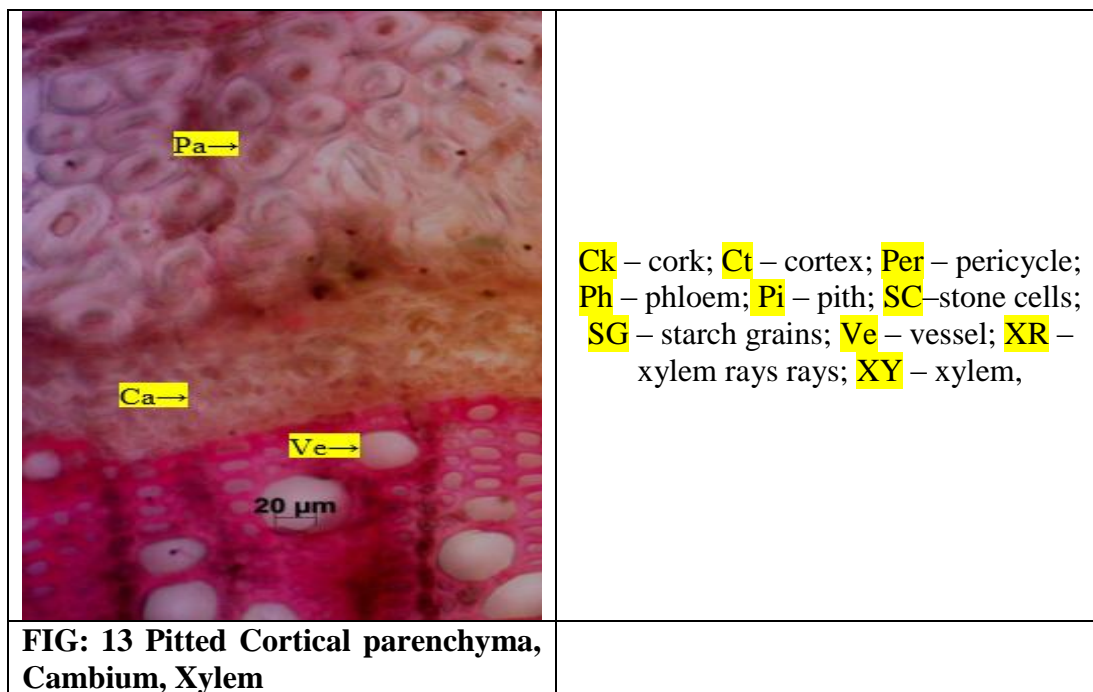 Pa→
Ca→
Ve→
20 µm
Ck – cork; Ct – cortex; Per – pericycle;
Ph – phloem; Pi – pith; SC–stone cells;
SG – starch grains; Ve – vessel; XR –
xylem rays rays; XY – xylem,
FIG: 13 Pitted Cortical parenchyma,
Cambium, Xylem